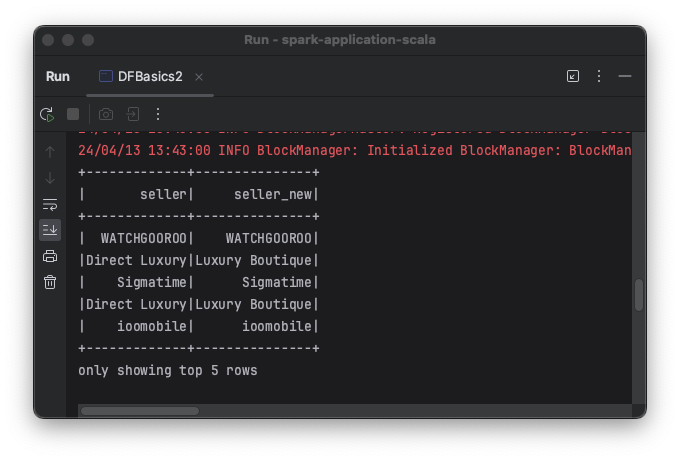 Run - spark-application-scala
Run DFBasics2
24/04/13 13:43:00 INFO BlockManager: Initialized BlockManager: BlockMan
+-------------+---------------+
|       seller|     seller_new|
+-------------+---------------+
|  WATCHGOOROO|    WATCHGOOROO|
|Direct Luxury|Luxury Boutique|
|    Sigmatime|      Sigmatime|
|Direct Luxury|Luxury Boutique|
|    ioomobile|      ioomobile|
+-------------+---------------+
only showing top 5 rows